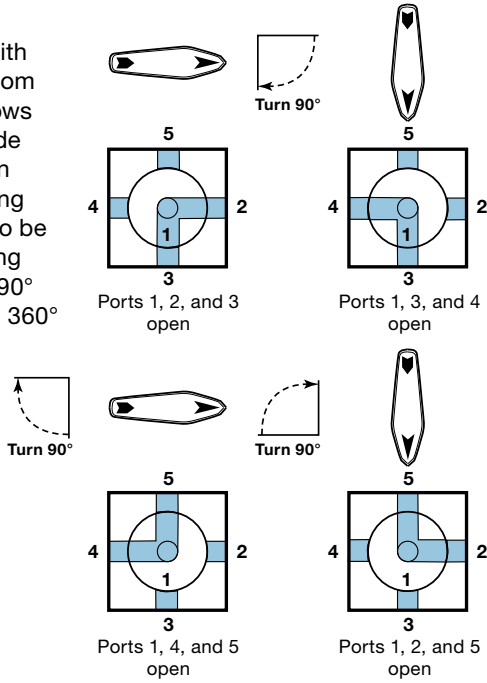 ith
om
ows
de
n
ng
o be
ng
90°
360°
Turn 90°
5
5
4
2
4
2
1
1
3
3
Ports 1, 2, and 3
open
Ports 1, 3, and 4
open
Turn 90°
Turn 90°
5
5
4
2
4
2
1
1
3
3
Ports 1, 4, and 5
open
Ports 1, 2, and 5
open